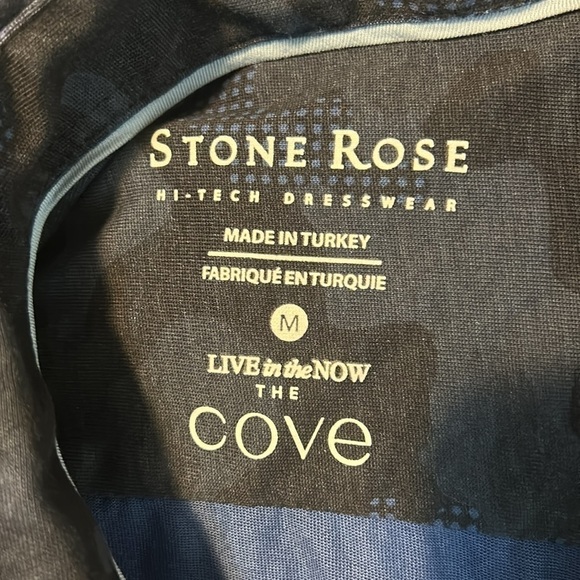 STONE ROSE
HI-TECH DRESSWEAR
MADE IN TURKEY
FABRIQUÉ EN TURQUIE
M
LIVE in the NOW
THE
COVE